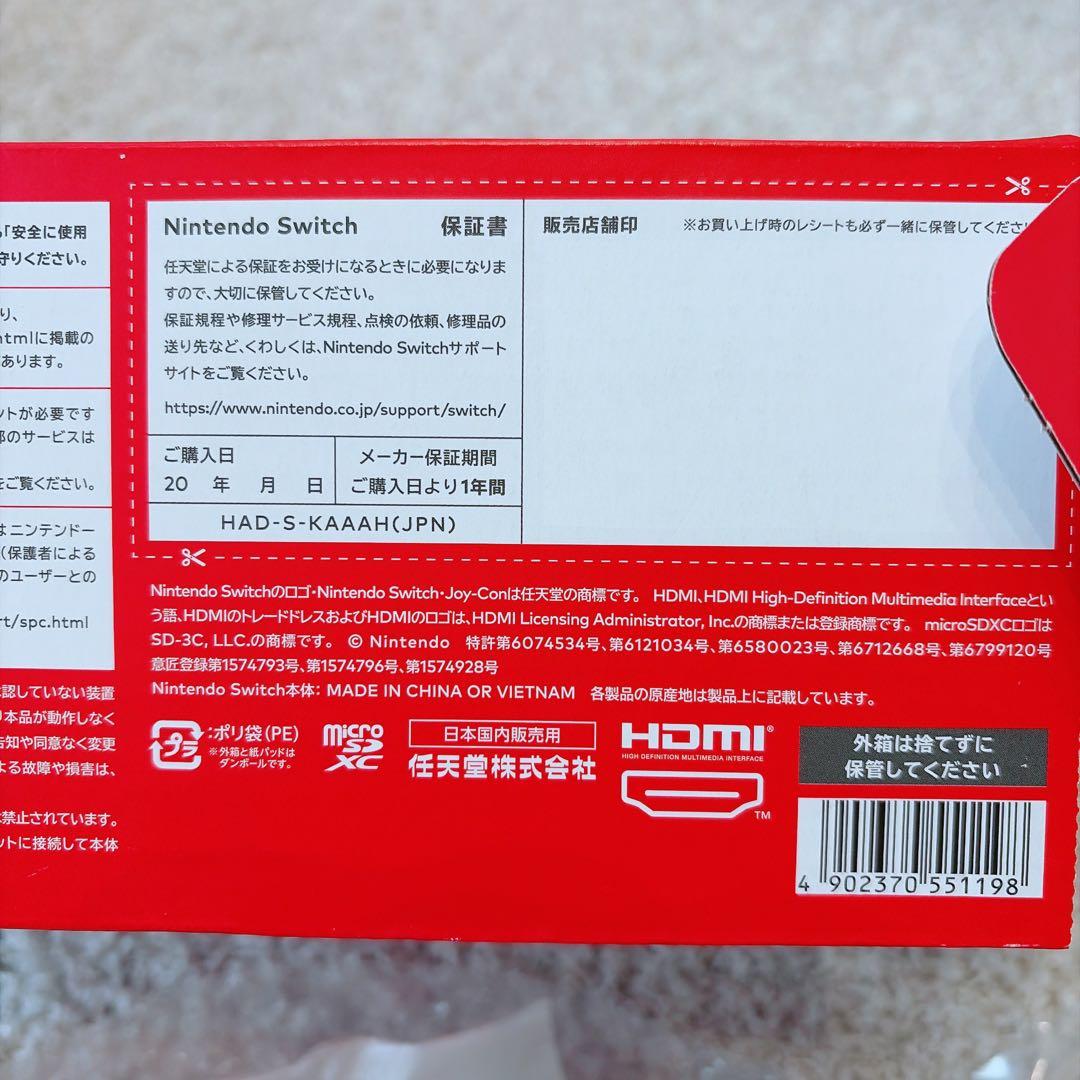 「安全に使用
守りください。
り、
htmlに掲載の
あります。
ットが必要です
部のサービスは
をご覧ください。
はニンテンドー
(保護者による
のユーザーとの
rt/spc.html
認していない装置
り本品が動作しなく
告知や同意なく変更
よる故障や損害は、
禁止されています。
ットに接続して本体
Nintendo Switch 保証書
任天堂による保証をお受けになるときに必要になりま
すので、大切に保管してください。
保証規程や修理サービス規程、点検の依頼、修理品の
送り先など、くわしくは、Nintendo Switchサポート
サイトをご覧ください。
https://www.nintendo.co.jp/support/switch/
ご購入日
20 年 月 日
メーカー保証期間
ご購入日より1年間
HAD-S-KAAAH(JPN)
販売店舗印 ※お買い上げ時のレシートも必ず一緒に保管してくださ
Nintendo Switchのロゴ・Nintendo Switch・Joy-Conは任天堂の商標です。 HDMI、HDMI High-Definition Multimedia Interfaceとい
う語、HDMIのトレードドレスおよびHDMIのロゴは、HDMI Licensing Administrator, Inc.の商標または登録商標です。 microSDXCロゴは
SD-3C, LLC.の商標です。 © Nintendo 特許第6074534号、第6121034号、第6580023号、第6712668号、第6799120号
意匠登録第1574793号、第1574796号、第1574928号
Nintendo Switch本体: MADE IN CHINA OR VIETNAM 各製品の原産地は製品上に記載しています。
プラ
:ポリ袋(PE)
※外箱と紙パッドは
ダンボールです。
micro
SD
XC
日本国内販売用
任天堂株式会社
HDMI®
HIGH DEFINITION MULTIMEDIA INTERFACE
TM
外箱は捨てずに
保管してください
4 902370 551198